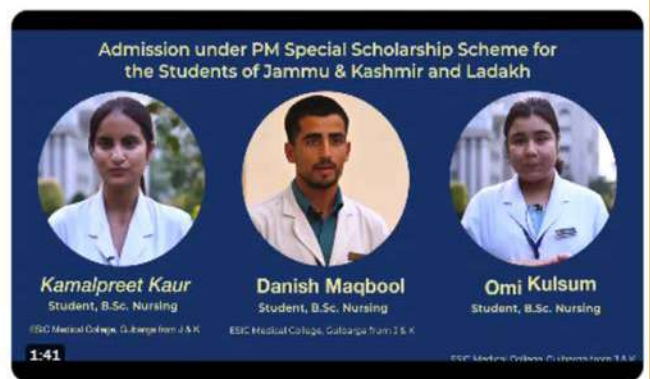 Admission under PM Special Scholarship Scheme for
the Students of Jammu & Kashmir and Ladakh
Kamalpreet Kaur
Student, B.Sc. Nursing
ESIC Medical College, Gulbarga from J & K
Danish Maqbool
Student, B.Sc. Nursing
ESIC Medical College, Gulbarga from J & K
Omi Kulsum
Student, B.Sc. Nursing
ESIC Medical College, Gulbarga from J & K
1:41